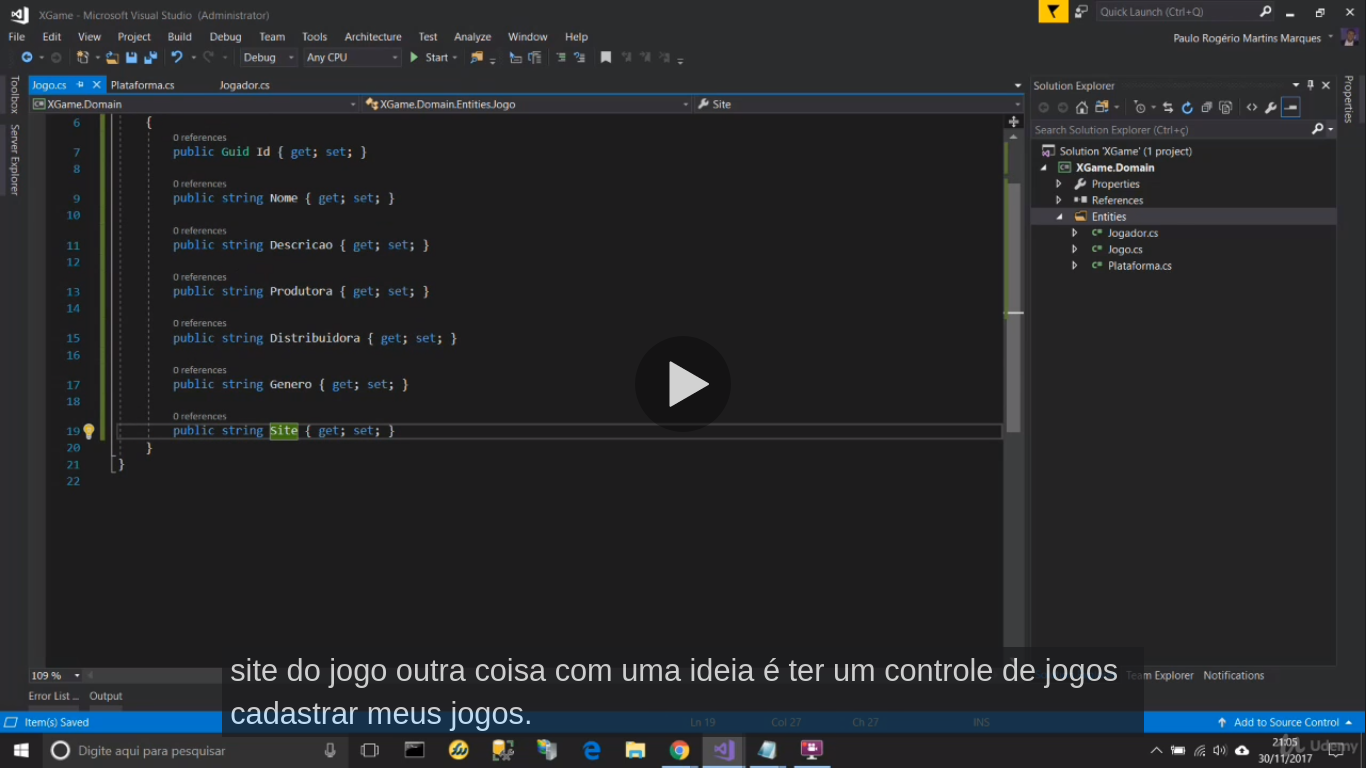 XGame - Microsoft Visual Studio (Administrator)
Quick Launch (Ctrl+Q)
File Edit View Project Build Debug Team Tools Architecture Test Analyze Window Help
Paulo Rogério Martins Marques
Debug Any CPU Start
Toolbox
Server Explorer
Jogo.cs Plataforma.cs Jogador.cs
XGame.Domain XGame.Domain.Entities.Jogo Site
6 {
0 references
7 public Guid Id { get; set; }
8
0 references
9 public string Nome { get; set; }
10
0 references
11 public string Descricao { get; set; }
12
0 references
13 public string Produtora { get; set; }
14
0 references
15 public string Distribuidora { get; set; }
16
0 references
17 public string Genero { get; set; }
18
0 references
19 public string Site { get; set; }
20 }
21 }
22
Solution Explorer
Search Solution Explorer (Ctrl+ç)
Solution 'XGame' (1 project)
XGame.Domain
Properties
References
Entities
Jogador.cs
Jogo.cs
Plataforma.cs
Properties
109 %
site do jogo outra coisa com uma ideia é ter um controle de jogos
cadastrar meus jogos.
Explorer Notifications
Error List ... Output
Item(s) Saved Ln 19 Col 27 Ch 27 INS Add to Source Control
Digite aqui para pesquisar
21:05
30/11/2017
Udemy